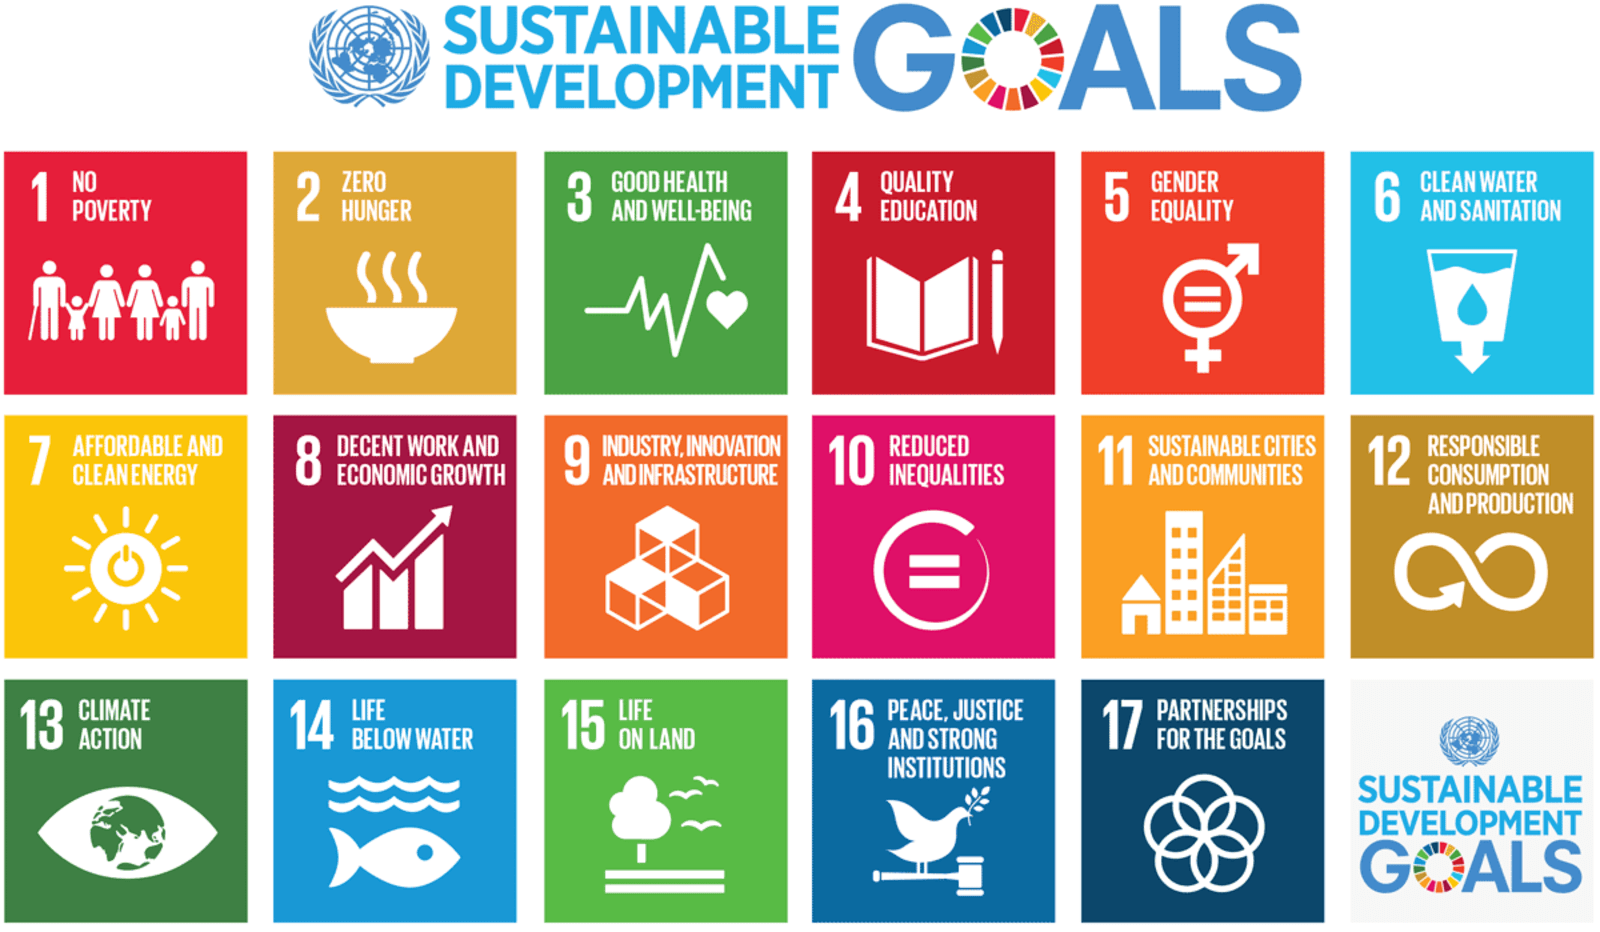 SUSTAINABLE
DEVELOPMENT
GOALS
1 NO
POVERTY
2 ZERO
HUNGER
3 GOOD HEALTH
AND WELL-BEING
4 QUALITY
EDUCATION
5 GENDER
EQUALITY
6 CLEAN WATER
AND SANITATION
7 AFFORDABLE AND
CLEAN ENERGY
8 DECENT WORK AND
ECONOMIC GROWTH
9 INDUSTRY, INNOVATION
AND INFRASTRUCTURE
10 REDUCED
INEQUALITIES
11 SUSTAINABLE CITIES
AND COMMUNITIES
12 RESPONSIBLE
CONSUMPTION
AND PRODUCTION
13 CLIMATE
ACTION
14 LIFE
BELOW WATER
15 LIFE
ON LAND
16 PEACE, JUSTICE
AND STRONG
INSTITUTIONS
17 PARTNERSHIPS
FOR THE GOALS
SUSTAINABLE
DEVELOPMENT
GOALS